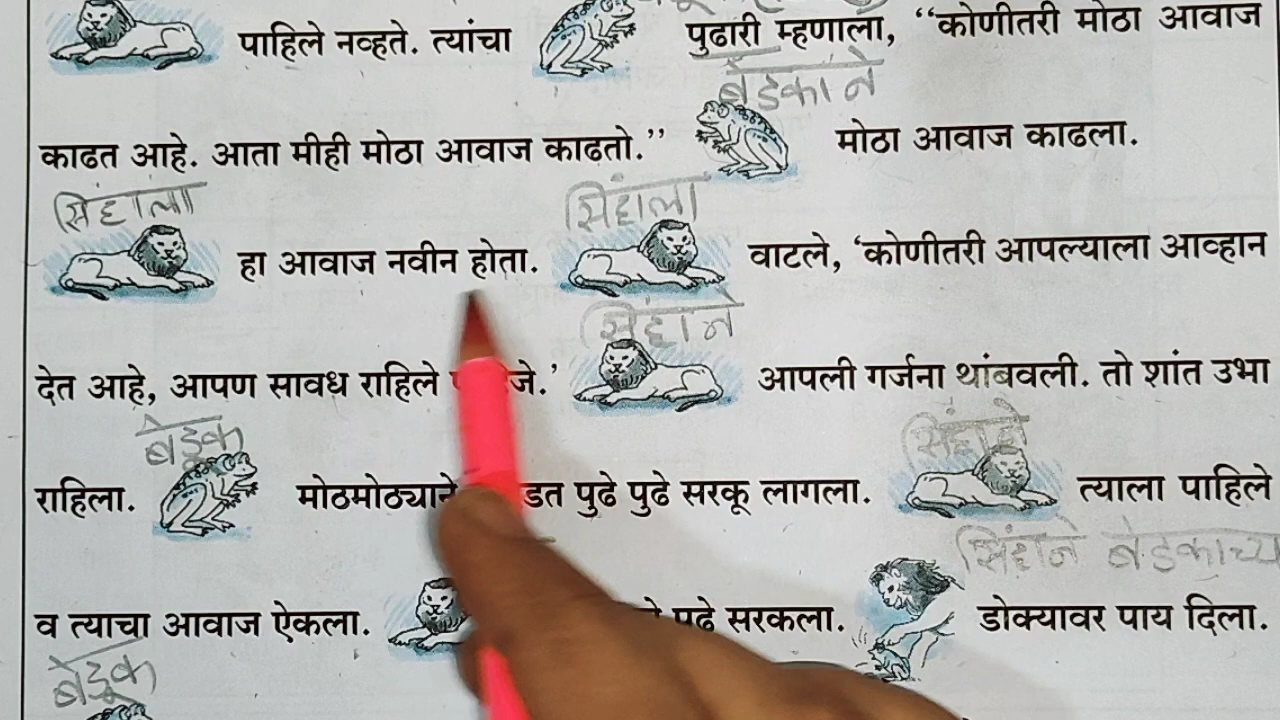 पाहिले नव्हते. त्यांचा पुढारी म्हणाला, “कोणीतरी मोठा आवाज
बेडकाने
काढत आहे. आता मीही मोठा आवाज काढतो.” मोठा आवाज काढला.
सिंहाला सिंहाला
हा आवाज नवीन होता. वाटले, ‘कोणीतरी आपल्याला आव्हान
सिंहाने
देत आहे, आपण सावध राहिले जे.’ आपली गर्जना थांबवली. तो शांत उभा
बेडूक सिंहाने
राहिला. मोठमोठ्याने डत पुढे पुढे सरकू लागला. त्याला पाहिले
सिंहाने बेडकाच्य
व त्याचा आवाज ऐकला. पुढे सरकला. डोक्यावर पाय दिला.
बेडूक